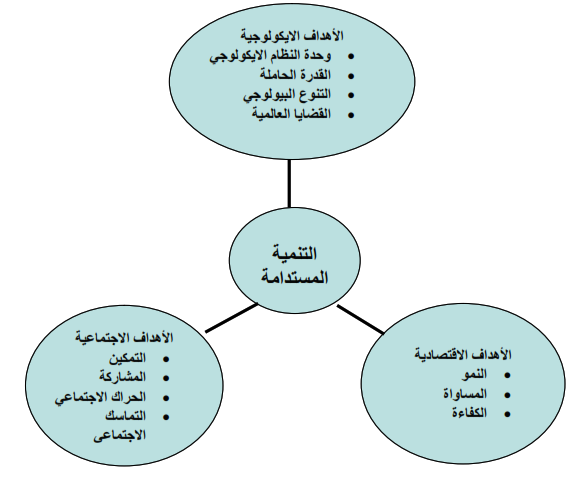 الأهداف الايكولوجية
• وحدة النظام الايكولوجي
• القدرة الحاملة
• التنوع البيولوجي
• القضايا العالمية
التنمية
المستدامة
الأهداف الاقتصادية
• النمو
• المساواة
• الكفاءة
الأهداف الاجتماعية
• التمكين
• المشاركة
• الحراك الاجتماعي
• التماسك
الاجتماعى